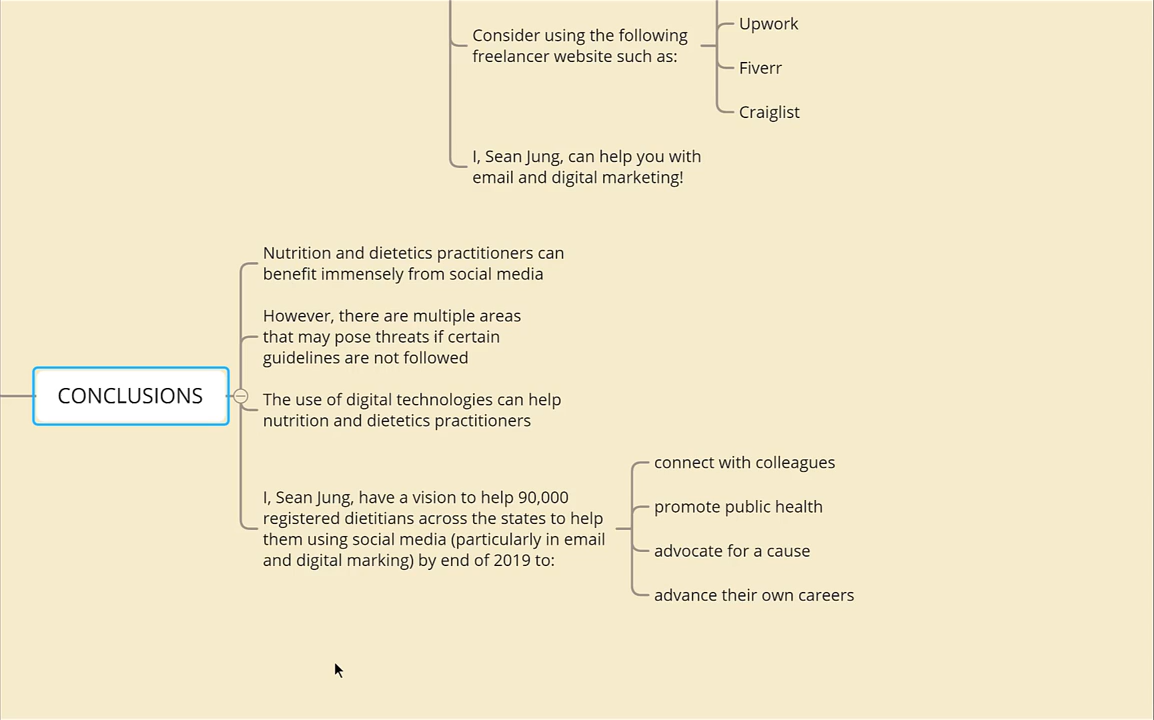 Consider using the following
freelancer website such as:
Upwork
Fiverr
Craiglist
I, Sean Jung, can help you with
email and digital marketing!
CONCLUSIONS
Nutrition and dietetics practitioners can
benefit immensely from social media
However, there are multiple areas
that may pose threats if certain
guidelines are not followed
The use of digital technologies can help
nutrition and dietetics practitioners
I, Sean Jung, have a vision to help 90,000
registered dietitians across the states to help
them using social media (particularly in email
and digital marking) by end of 2019 to:
connect with colleagues
promote public health
advocate for a cause
advance their own careers